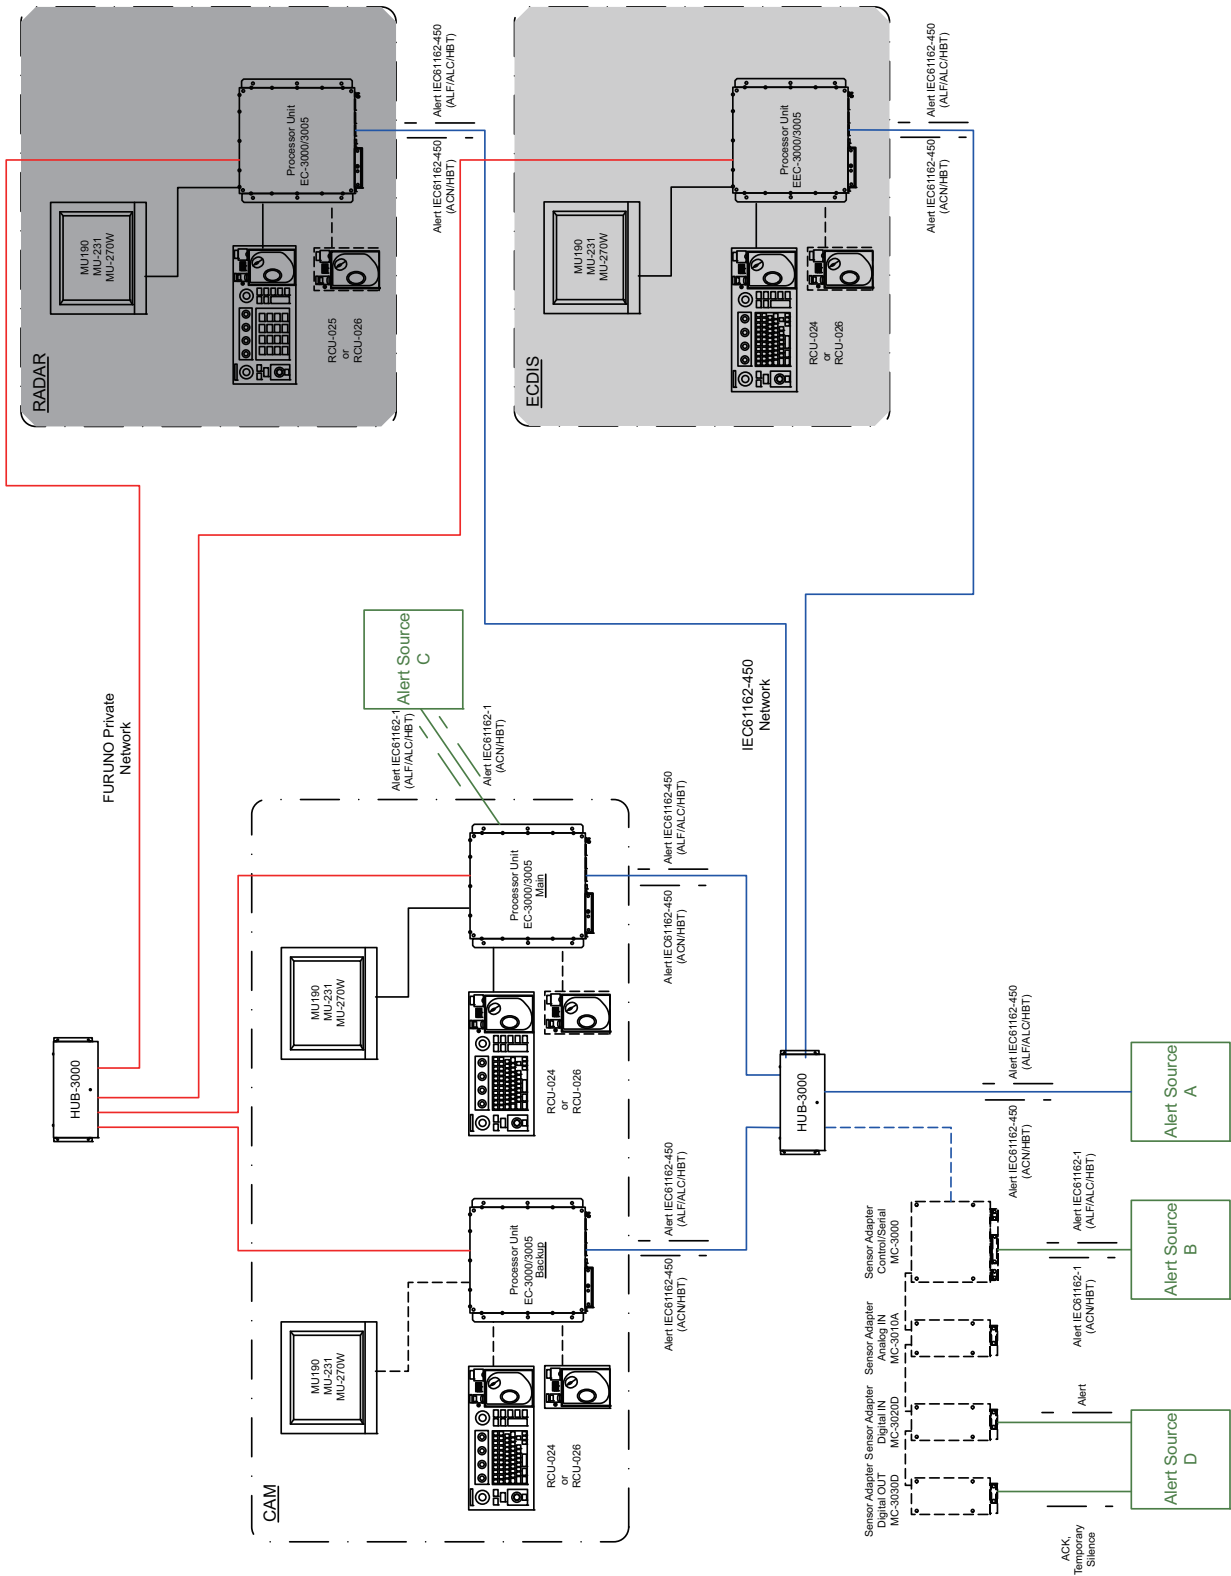 RADAR
MU190
MU-231
MU-270W
Processor Unit
EC-3000/3005
RCU-025
or
RCU-026
Alert IEC61162-450
(ALF/ALC/HBT)
Alert IEC61162-450
(ACN/HBT)
ECDIS
MU190
MU-231
MU-270W
Processor Unit
EEC-3000/3005
RCU-024
or
RCU-026
Alert IEC61162-450
(ALF/ALC/HBT)
Alert IEC61162-450
(ACN/HBT)
FURUNO Private
Network
HUB-3000
Alert Source
C
Alert IEC61162-1
(ALF/ALC/HBT)
Alert IEC61162-1
(ACN/HBT)
IEC61162-450
Network
CAM
MU190
MU-231
MU-270W
Processor Unit
EC-3000/3005
Main
RCU-024
or
RCU-026
Alert IEC61162-450
(ALF/ALC/HBT)
Alert IEC61162-450
(ACN/HBT)
MU190
MU-231
MU-270W
Processor Unit
EC-3000/3005
Backup
RCU-024
or
RCU-026
Alert IEC61162-450
(ALF/ALC/HBT)
Alert IEC61162-450
(ACN/HBT)
HUB-3000
Alert IEC61162-450
(ALF/ALC/HBT)
Alert IEC61162-450
(ACN/HBT)
Alert Source
A
Sensor Adapter
Control/Serial
MC-3000
Alert IEC61162-1
(ALF/ALC/HBT)
Alert IEC61162-1
(ACN/HBT)
Alert Source
B
Sensor Adapter
Analog IN
MC-3010A
Sensor Adapter
Digital IN
MC-3020D
Sensor Adapter
Digital OUT
MC-3030D
Alert
ACK,
Temporary
Silence
Alert Source
D